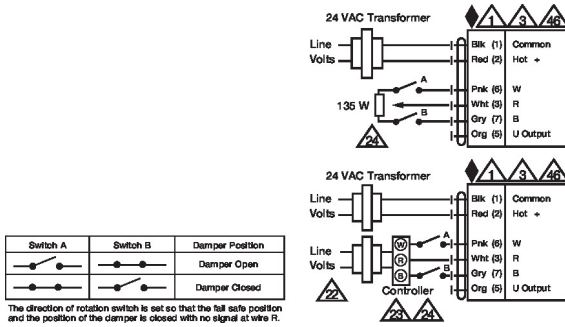 24 VAC Transformer
1 3 46
Line
Volts
Blk (1) Common
Red (2) Hot +
A
Pnk (6) W
135 W
Wht (3) R
B
Gry (7) B
Org (5) U Output
24
24 VAC Transformer
1 3 46
Line
Volts
Blk (1) Common
Red (2) Hot +
A
Line
Volts
W
Pnk (6) W
R
Wht (3) R
B
B
Gry (7) B
Org (5) U Output
22
Controller
23 24
Switch A Switch B Damper Position
Damper Open
Damper Closed
The direction of rotation switch is set so that the fail safe position
and the position of the damper is closed with no signal at wire R.